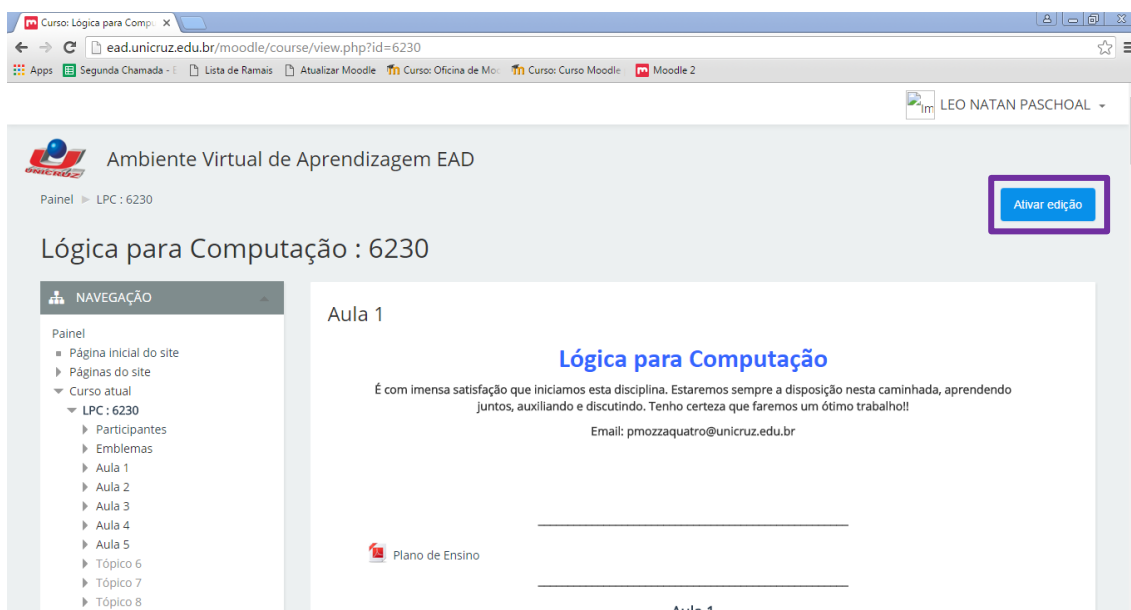 Curso: Lógica para Comp
ead.unicruz.edu.br/moodle/course/view.php?id=6230
Apps Segunda Chamada - Lista de Ramais Atualizar Moodle Curso: Oficina de Mo Curso: Curso Moodle Moodle 2
Im LEO NATAN PASCHOAL
UNICRUZ
Ambiente Virtual de Aprendizagem EAD
Painel LPC : 6230
Ativar edição
Lógica para Computação : 6230
NAVEGAÇÃO
Painel
Página inicial do site
Páginas do site
Curso atual
LPC : 6230
Participantes
Emblemas
Aula 1
Aula 2
Aula 3
Aula 4
Aula 5
Tópico 6
Tópico 7
Tópico 8
Aula 1
Lógica para Computação
É com imensa satisfação que iniciamos esta disciplina. Estaremos sempre a disposição nesta caminhada, aprendendo
juntos, auxiliando e discutindo. Tenho certeza que faremos um ótimo trabalho!!
Email: pmozzaquatro@unicruz.edu.br
Plano de Ensino
Aula 1